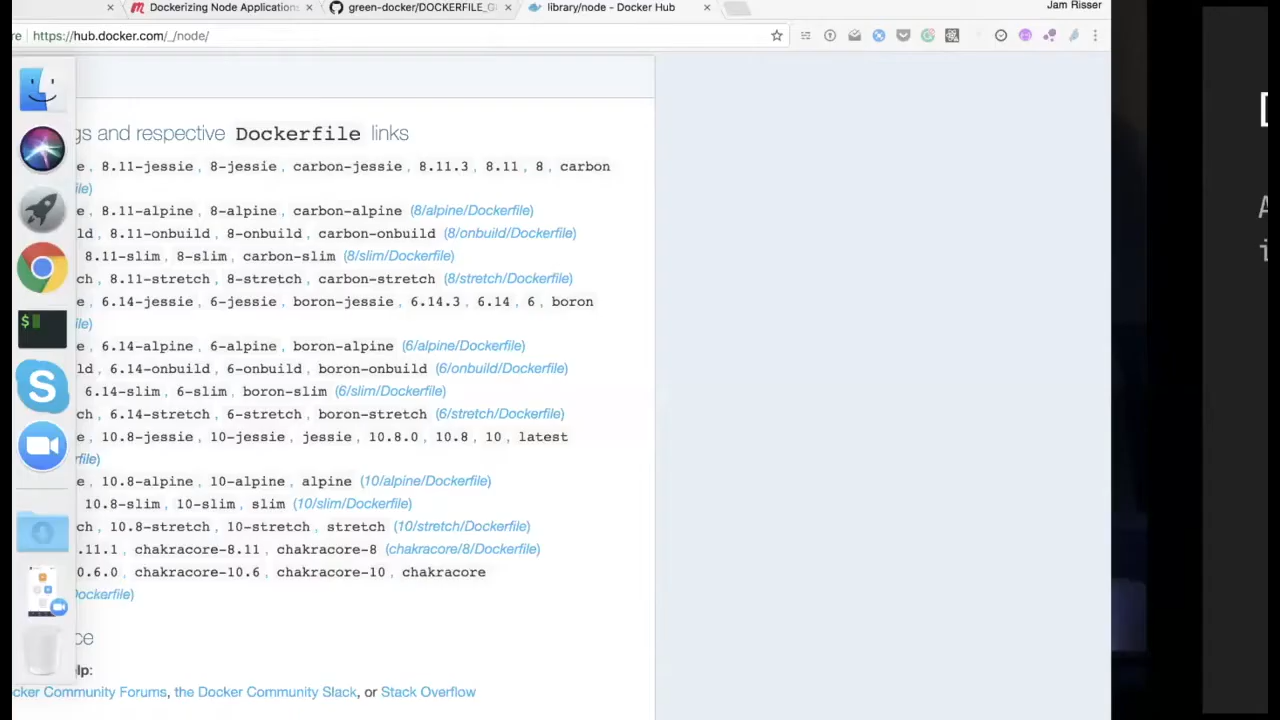 Jam Risser
Dockerizing Node Applications
green-docker/DOCKERFILE_G
library/node - Docker Hub
re https://hub.docker.com/_/node/
gs and respective Dockerfile links
e, 8.11-jessie, 8-jessie, carbon-jessie, 8.11.3, 8.11, 8, carbon
ile)
e, 8.11-alpine, 8-alpine, carbon-alpine (8/alpine/Dockerfile)
ld, 8.11-onbuild, 8-onbuild, carbon-onbuild (8/onbuild/Dockerfile)
8.11-slim, 8-slim, carbon-slim (8/slim/Dockerfile)
ch, 8.11-stretch, 8-stretch, carbon-stretch (8/stretch/Dockerfile)
e, 6.14-jessie, 6-jessie, boron-jessie, 6.14.3, 6.14, 6, boron
ile)
e, 6.14-alpine, 6-alpine, boron-alpine (6/alpine/Dockerfile)
ld, 6.14-onbuild, 6-onbuild, boron-onbuild (6/onbuild/Dockerfile)
6.14-slim, 6-slim, boron-slim (6/slim/Dockerfile)
ch, 6.14-stretch, 6-stretch, boron-stretch (6/stretch/Dockerfile)
e, 10.8-jessie, 10-jessie, jessie, 10.8.0, 10.8, 10, latest
rfile)
e, 10.8-alpine, 10-alpine, alpine (10/alpine/Dockerfile)
10.8-slim, 10-slim, slim (10/slim/Dockerfile)
ch, 10.8-stretch, 10-stretch, stretch (10/stretch/Dockerfile)
.11.1, chakracore-8.11, chakracore-8 (chakracore/8/Dockerfile)
0.6.0, chakracore-10.6, chakracore-10, chakracore
Dockerfile)
ce
elp:
cker Community Forums, the Docker Community Slack, or Stack Overflow